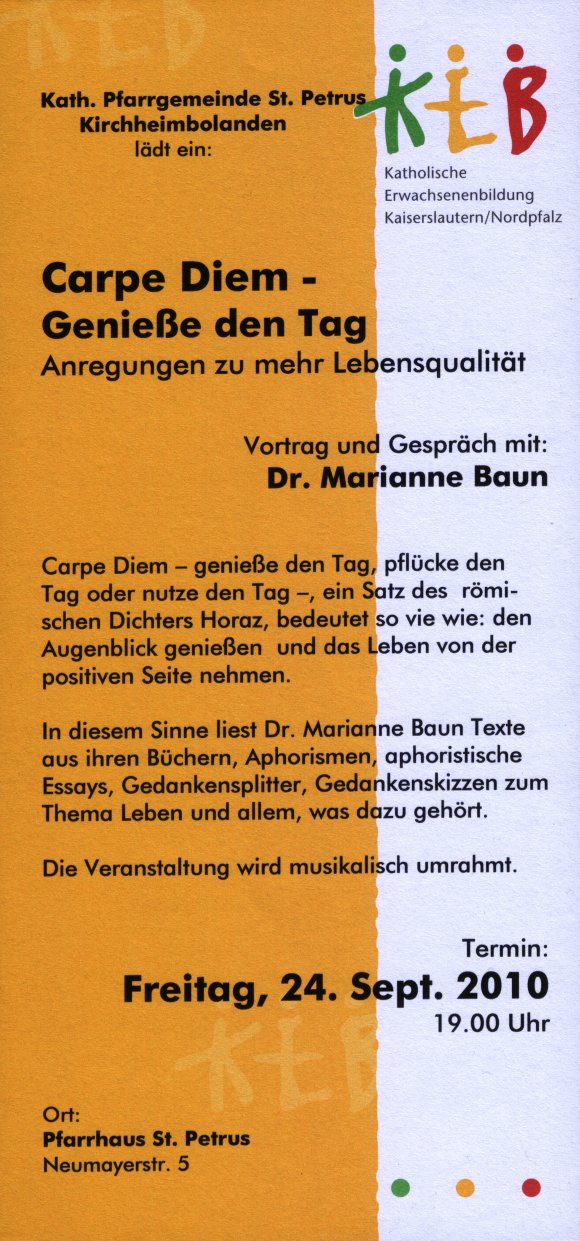 KEB
Kath. Pfarrgemeinde St. Petrus
Kirchheimbolanden
lädt ein:
KEB
Katholische
Erwachsenenbildung
Kaiserslautern/Nordpfalz
Carpe Diem -
Genieße den Tag
Anregungen zu mehr Lebensqualität
Vortrag und Gespräch mit:
Dr. Marianne Baun
Carpe Diem – genieße den Tag, pflücke den
Tag oder nutze den Tag –, ein Satz des römi-
schen Dichters Horaz, bedeutet so vie wie: den
Augenblick genießen und das Leben von der
positiven Seite nehmen.
In diesem Sinne liest Dr. Marianne Baun Texte
aus ihren Büchern, Aphorismen, aphoristische
Essays, Gedankensplitter, Gedankenskizzen zum
Thema Leben und allem, was dazu gehört.
Die Veranstaltung wird musikalisch umrahmt.
Termin:
Freitag, 24. Sept. 2010
19.00 Uhr
KEB
Ort:
Pfarrhaus St. Petrus
Neumayerstr. 5